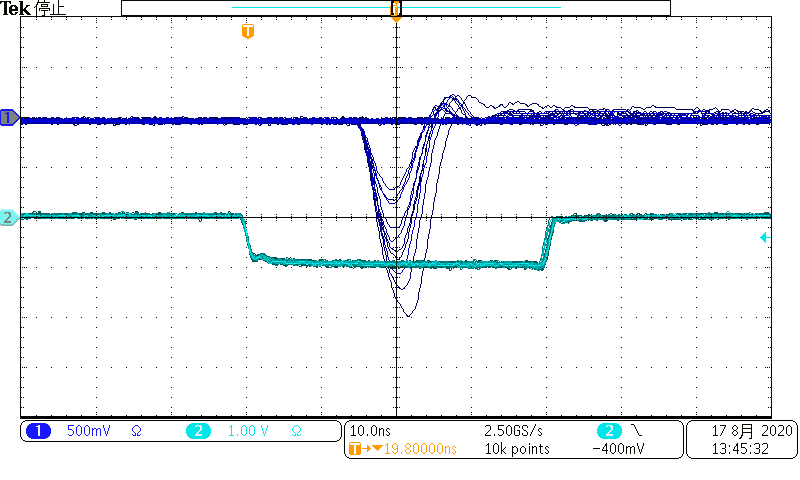 Tek 停止
T
T
1
2
1 500mV Ω 2 1.00 V Ω
10.0ns 2.50GS/s 2
T→▼19.80000ns 10k points −400mV
17 8月 2020
13:45:32